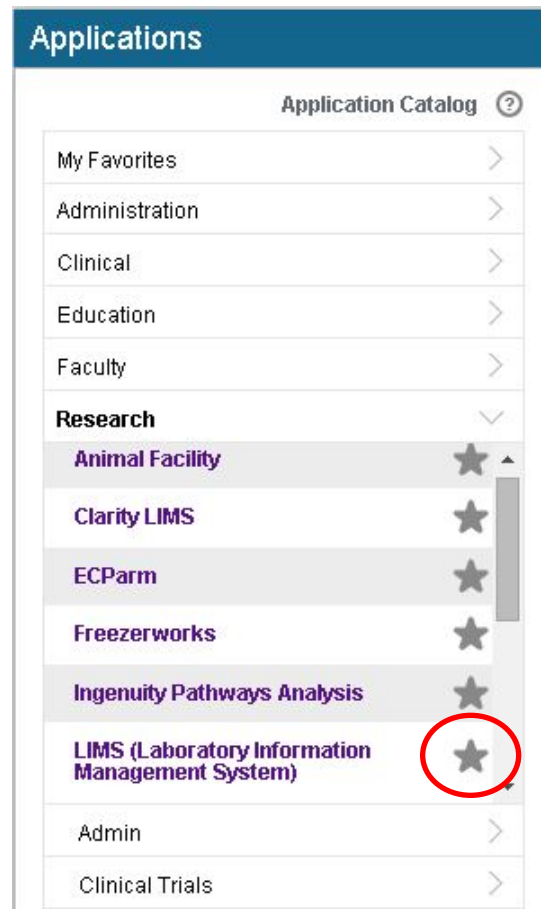 Applications
Application Catalog ?
My Favorites
Administration
Clinical
Education
Faculty
Research
Animal Facility
Clarity LIMS
ECParm
Freezerworks
Ingenuity Pathways Analysis
LIMS (Laboratory Information
Management System)
Admin
Clinical Trials